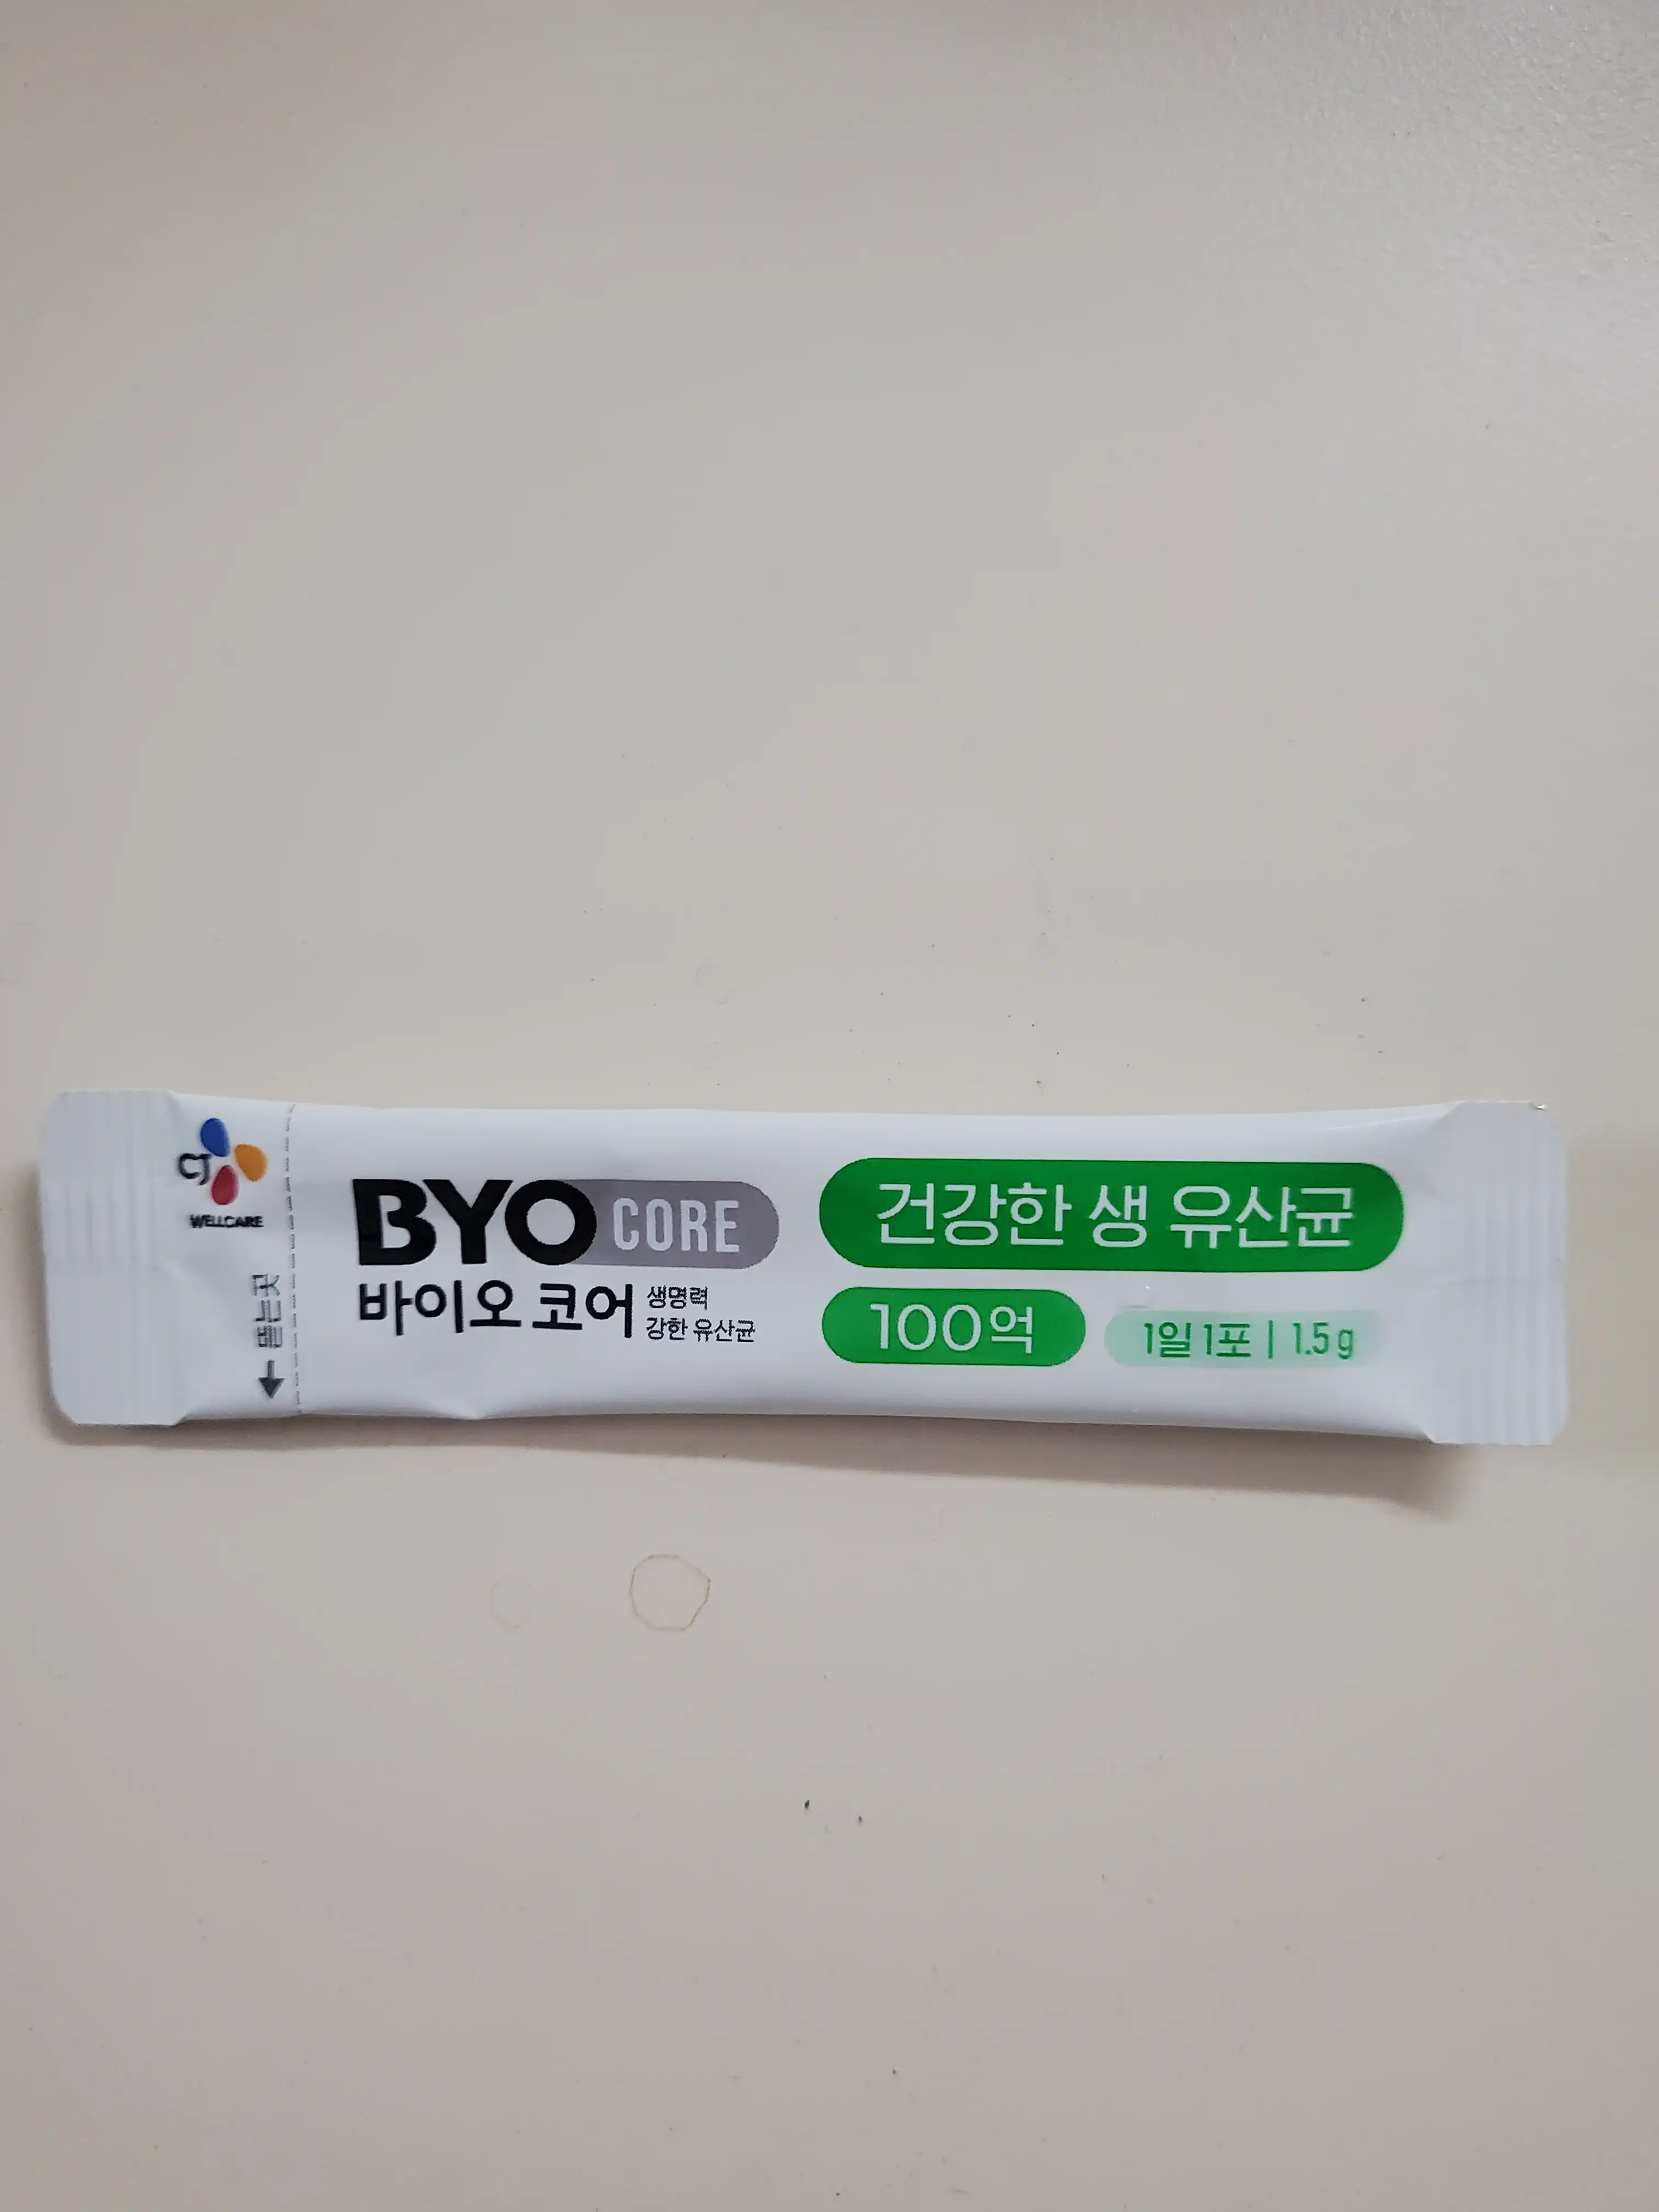 CJ
WELLCARE
뜯는곳
BYO CORE
바이오 코어
생명력
강한 유산균
건강한 생 유산균
100억
1일 1포 | 1.5 g